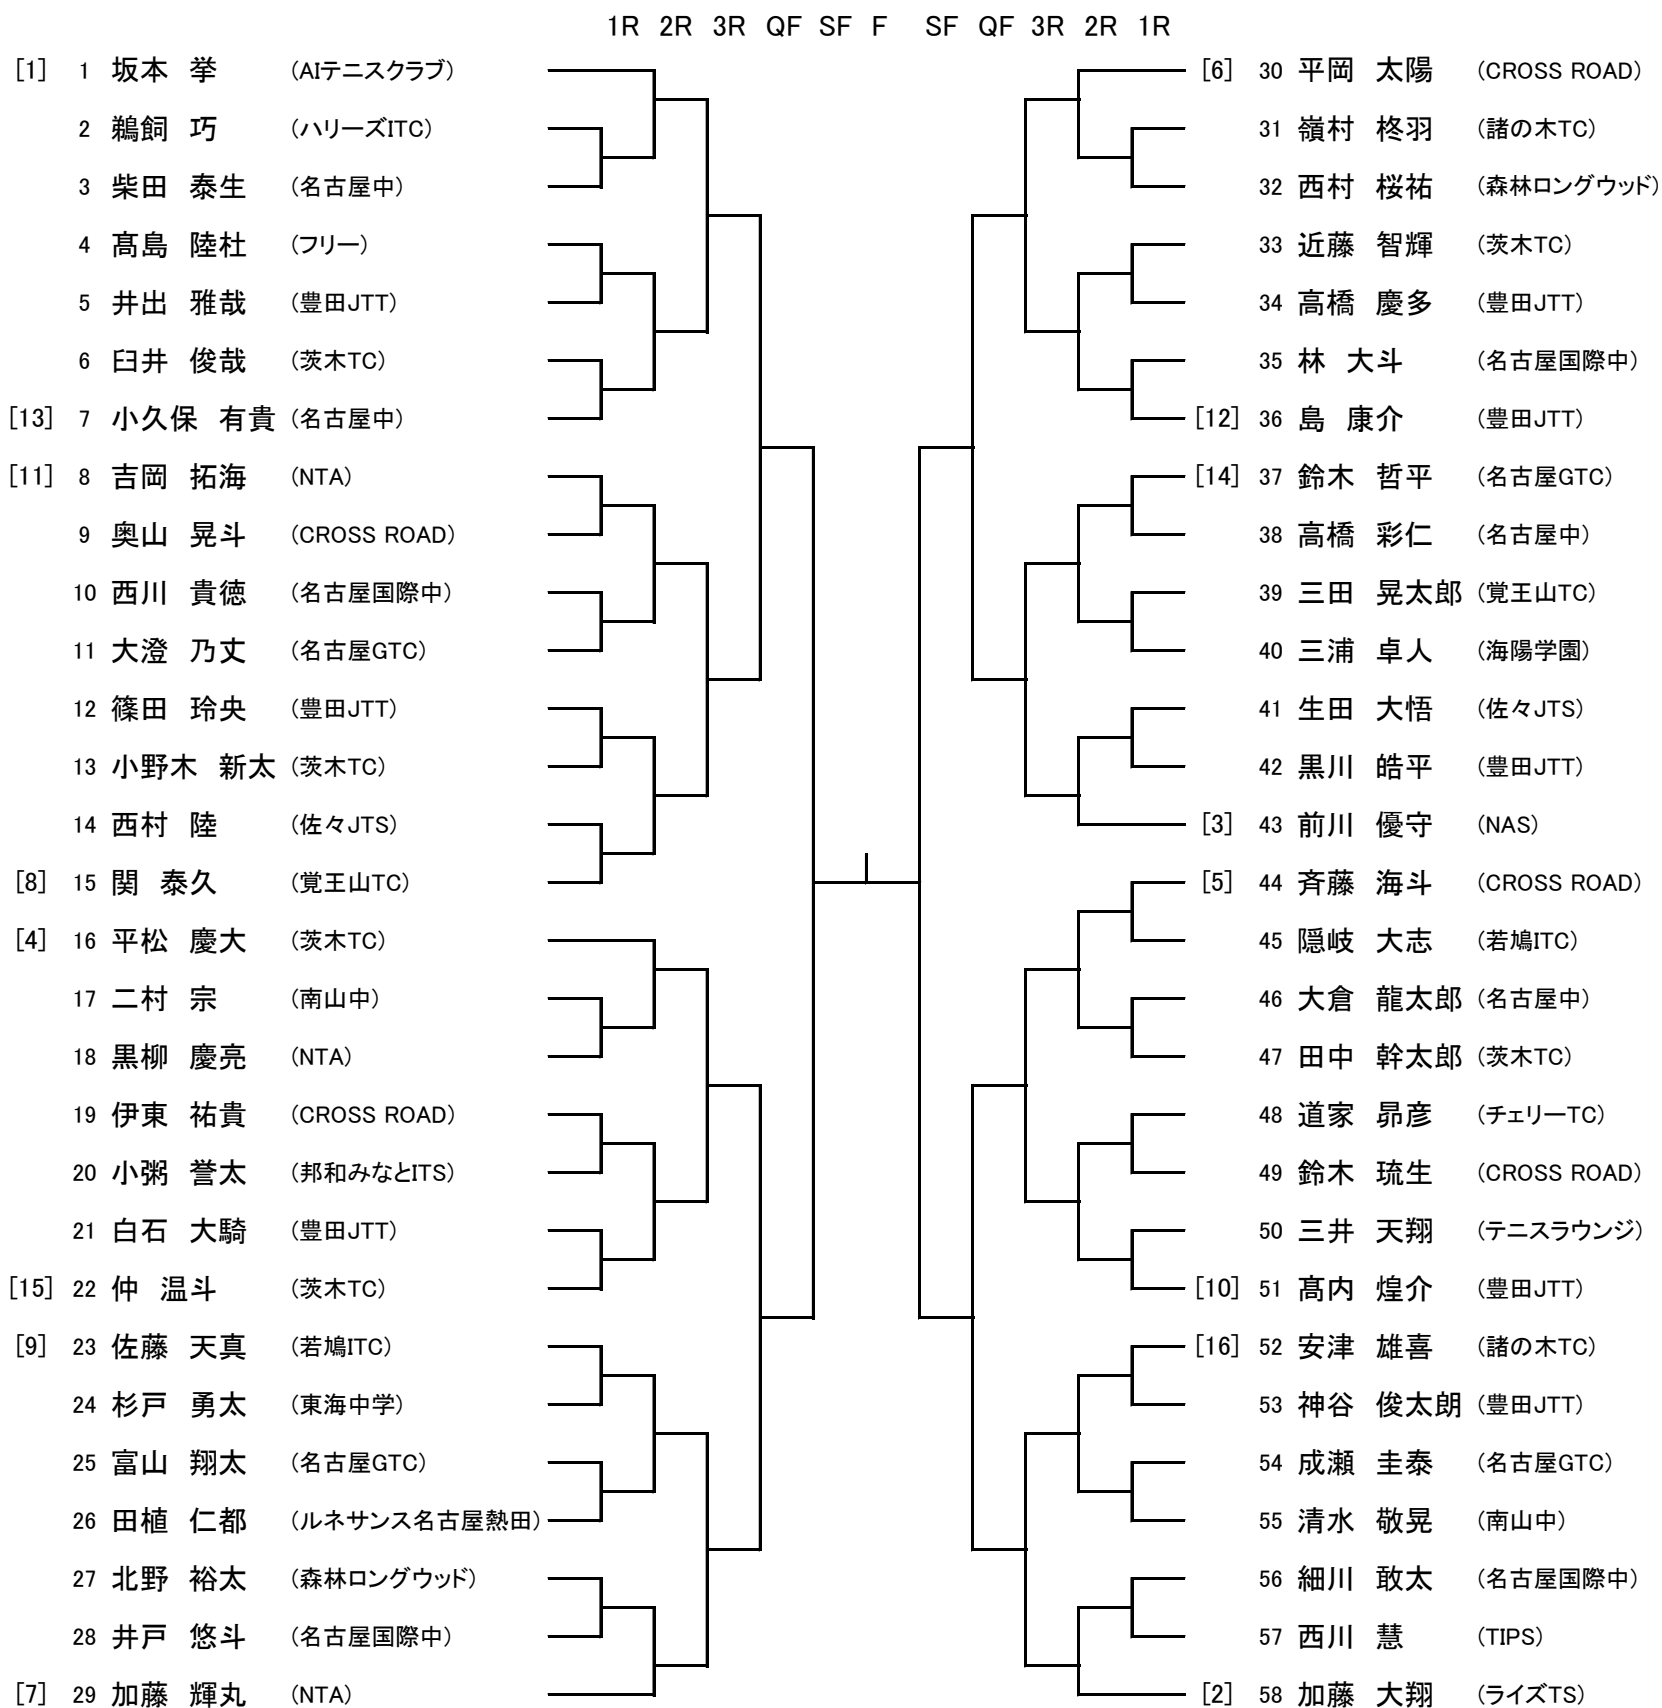 1R 2R 3R QF SF F SF QF 3R 2R 1R
[1] 1 坂本 挙 (AIテニスクラブ)
2 鵜飼 巧 (ハリーズITC)
3 柴田 泰生 (名古屋中)
4 髙島 陸杜 (フリー)
5 井出 雅哉 (豊田JTT)
6 臼井 俊哉 (茨木TC)
[13] 7 小久保 有貴 (名古屋中)
[11] 8 吉岡 拓海 (NTA)
9 奥山 晃斗 (CROSS ROAD)
10 西川 貴徳 (名古屋国際中)
11 大澄 乃丈 (名古屋GTC)
12 篠田 玲央 (豊田JTT)
13 小野木 新太 (茨木TC)
14 西村 陸 (佐々JTS)
[8] 15 関 泰久 (覚王山TC)
[4] 16 平松 慶大 (茨木TC)
17 二村 宗 (南山中)
18 黒柳 慶亮 (NTA)
19 伊東 祐貴 (CROSS ROAD)
20 小粥 誉太 (邦和みなとITS)
21 白石 大騎 (豊田JTT)
[15] 22 仲 温斗 (茨木TC)
[9] 23 佐藤 天真 (若鳩ITC)
24 杉戸 勇太 (東海中学)
25 富山 翔太 (名古屋GTC)
26 田植 仁都 (ルネサンス名古屋熱田)
27 北野 裕太 (森林ロングウッド)
28 井戸 悠斗 (名古屋国際中)
[7] 29 加藤 輝丸 (NTA)
[6] 30 平岡 太陽 (CROSS ROAD)
31 嶺村 柊羽 (諸の木TC)
32 西村 桜祐 (森林ロングウッド)
33 近藤 智輝 (茨木TC)
34 高橋 慶多 (豊田JTT)
35 林 大斗 (名古屋国際中)
[12] 36 島 康介 (豊田JTT)
[14] 37 鈴木 哲平 (名古屋GTC)
38 高橋 彩仁 (名古屋中)
39 三田 晃太郎 (覚王山TC)
40 三浦 卓人 (海陽学園)
41 生田 大悟 (佐々JTS)
42 黒川 皓平 (豊田JTT)
[3] 43 前川 優守 (NAS)
[5] 44 斉藤 海斗 (CROSS ROAD)
45 隠岐 大志 (若鳩ITC)
46 大倉 龍太郎 (名古屋中)
47 田中 幹太郎 (茨木TC)
48 道家 昴彦 (チェリーTC)
49 鈴木 琉生 (CROSS ROAD)
50 三井 天翔 (テニスラウンジ)
[10] 51 髙内 煌介 (豊田JTT)
[16] 52 安津 雄喜 (諸の木TC)
53 神谷 俊太朗 (豊田JTT)
54 成瀬 圭泰 (名古屋GTC)
55 清水 敬晃 (南山中)
56 細川 敢太 (名古屋国際中)
57 西川 慧 (TIPS)
[2] 58 加藤 大翔 (ライズTS)